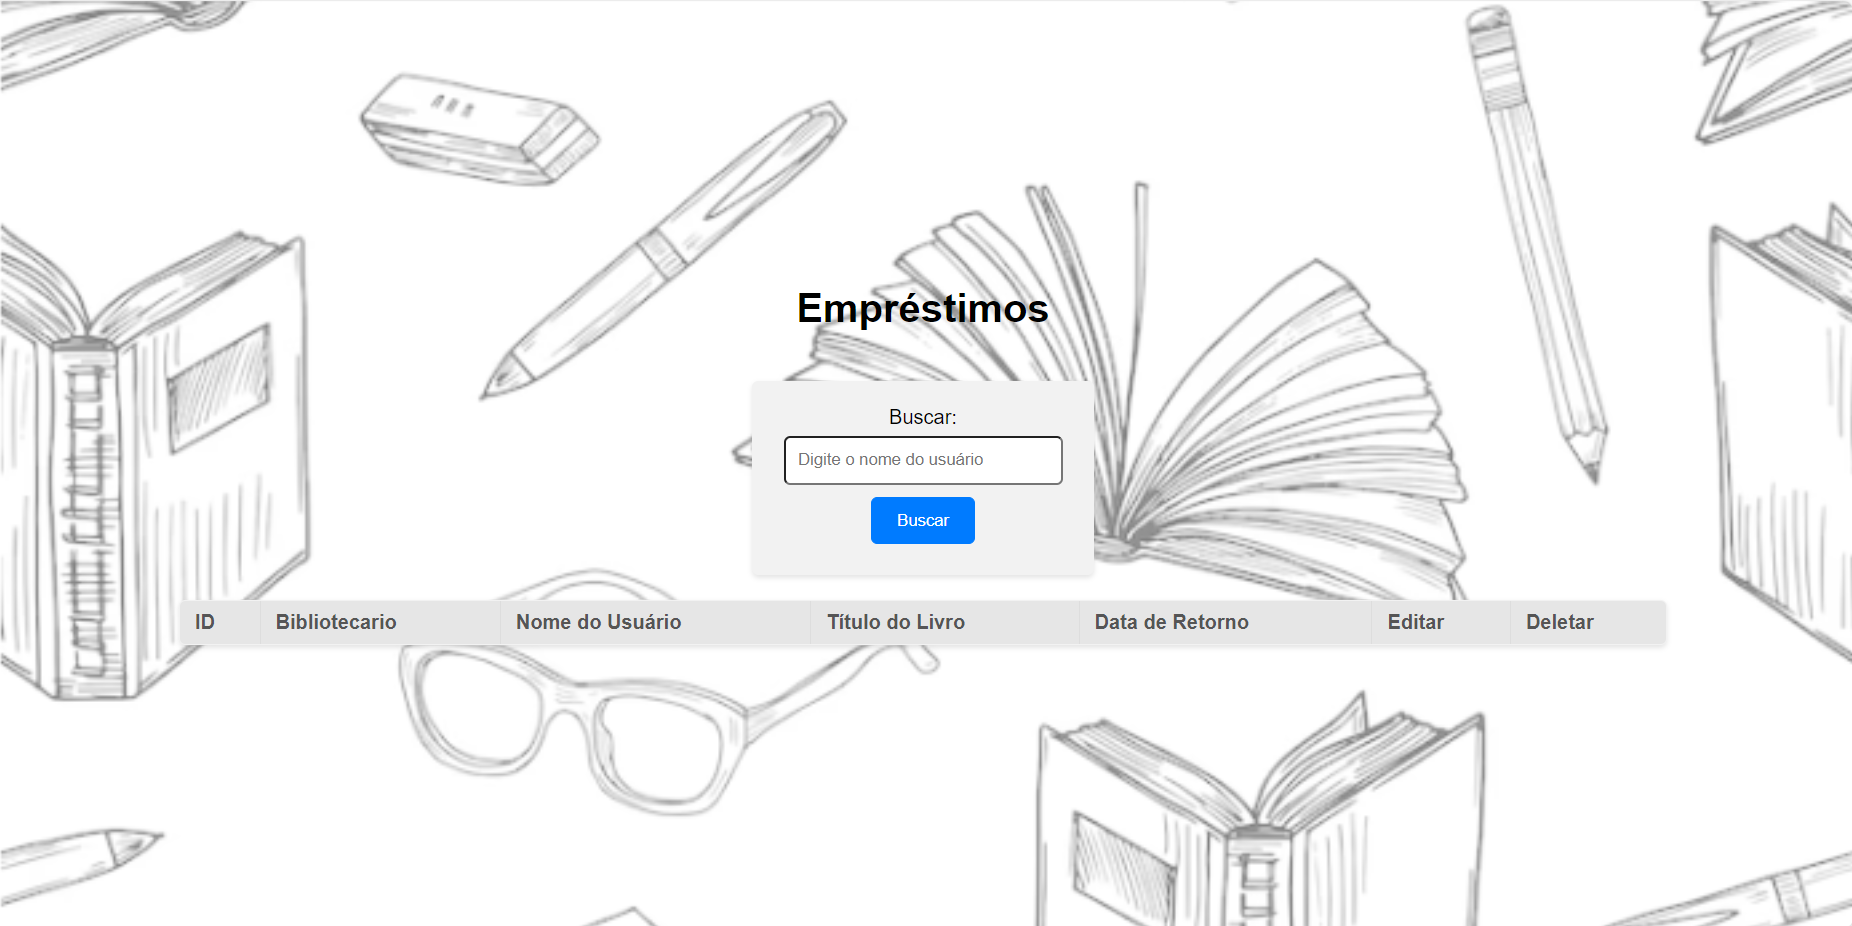 Empréstimos
Buscar:
Digite o nome do usuário
Buscar
ID Bibliotecario Nome do Usuário Título do Livro Data de Retorno Editar Deletar